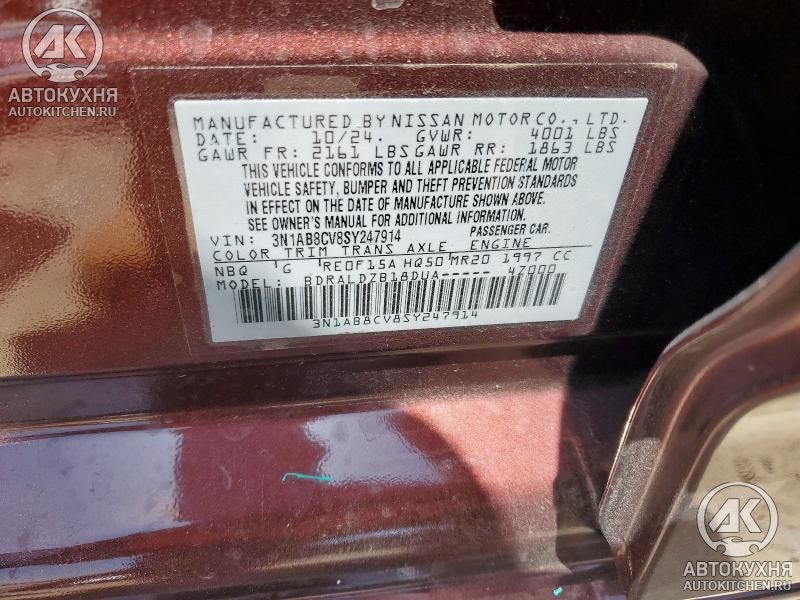 АК
АВТОКУХНЯ
AUTOKITCHEN.RU
MANUFACTURED BY NISSAN MOTOR CO., LTD.
DATE: 10/24. GVWR: 4001 LBS
GAWR FR: 2161 LBS GAWR RR: 1863 LBS
THIS VEHICLE CONFORMS TO ALL APPLICABLE FEDERAL MOTOR
VEHICLE SAFETY, BUMPER AND THEFT PREVENTION STANDARDS
IN EFFECT ON THE DATE OF MANUFACTURE SHOWN ABOVE.
SEE OWNER'S MANUAL FOR ADDITIONAL INFORMATION.
VIN: 3N1AB8CV8SY247914 PASSENGER CAR.
COLOR TRIM TRANS AXLE ENGINE
NBQ 'G 'RE0F15A HQ50 MR20 1997 CC
MODEL: BDRALDZB18DUA----- 4Z000
3N1AB8CV8SY247914
АК
АВТОКУХНЯ
AUTOKITCHEN.RU